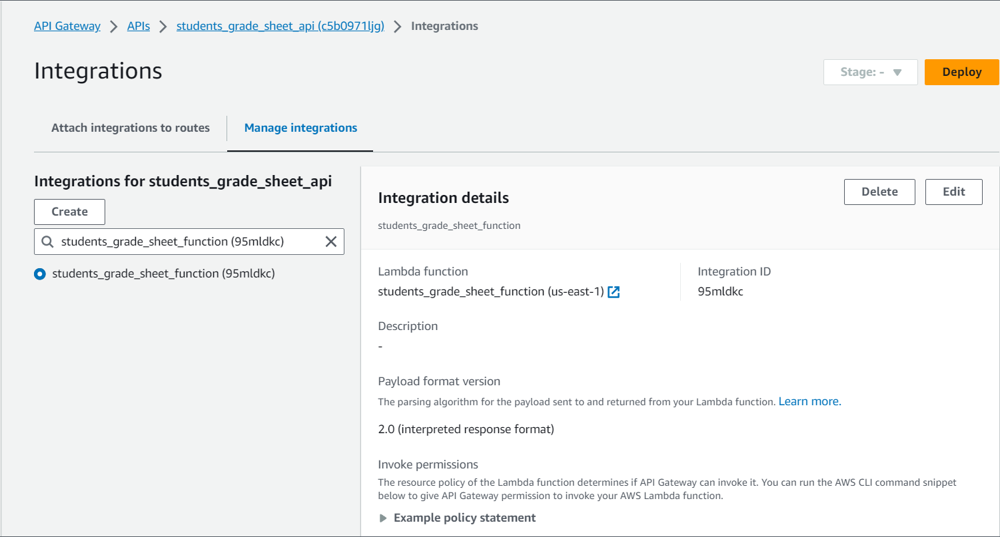 API Gateway > APIs > students_grade_sheet_api (c5b0971ljg) > Integrations
Integrations
Stage: -
Deploy
Attach integrations to routes
Manage integrations
Integrations for students_grade_sheet_api
Create
students_grade_sheet_function (95mldkc)
students_grade_sheet_function (95mldkc)
Integration details
Delete
Edit
students_grade_sheet_function
Lambda function
students_grade_sheet_function (us-east-1)
Integration ID
95mldkc
Description
-
Payload format version
The parsing algorithm for the payload sent to and returned from your Lambda function. Learn more.
2.0 (interpreted response format)
Invoke permissions
The resource policy of the Lambda function determines if API Gateway can invoke it. You can run the AWS CLI command snippet
below to give API Gateway permission to invoke your AWS Lambda function.
Example policy statement